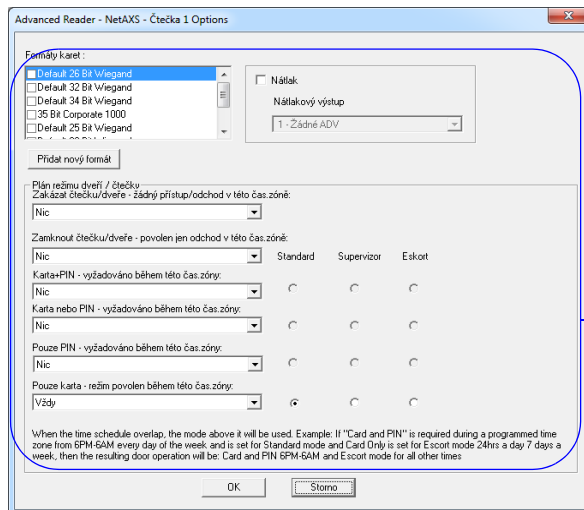 Advanced Reader - NetAXS - Čtečka 1 Options
Formáty karet :
Default 26 Bit Wiegand
Default 32 Bit Wiegand
Default 34 Bit Wiegand
35 Bit Corporate 1000
Default 25 Bit Wiegand
Nátlak
Nátlakový výstup
1 - Žádné ADV
Přidat nový formát
Plán režimu dveří / čtečky
Zakázat čtečku/dveře - žádný přístup/odchod v této čas.zóně:
Nic
Zamknout čtečku/dveře - povolen jen odchod v této čas.zóně:
Nic
Standard Supervizor Eskort
Karta+PIN - vyžadováno během této čas.zóny:
Nic
Karta nebo PIN - vyžadováno během této čas.zóny:
Nic
Pouze PIN - vyžadováno během této čas.zóny:
Nic
Pouze karta - režim povolen během této čas.zóny:
Vždy
When the time schedule overlap, the mode above it will be used. Example: If "Card and PIN" is required during a programmed time
zone from 6PM-6AM every day of the week and is set for Standard mode and Card Only is set for Escort mode 24hrs a day 7 days a
week, then the resulting door operation will be: Card and PIN 6PM-6AM and Escort mode for all other times
OK Storno